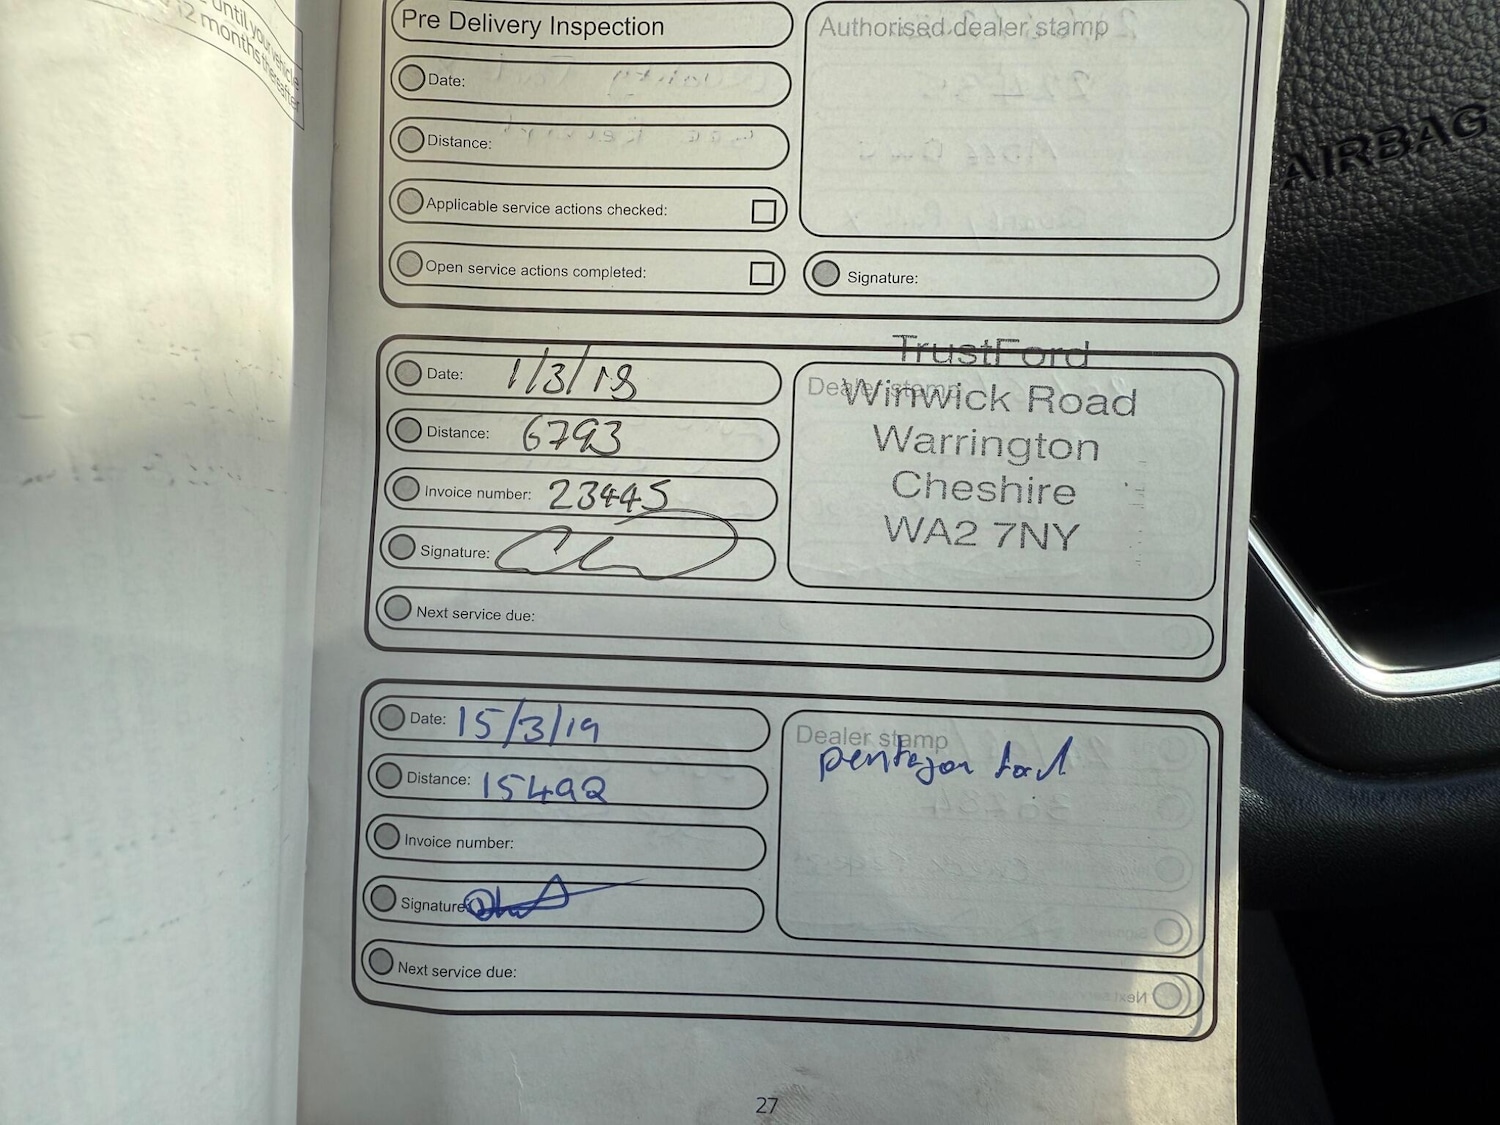 until your vehicle
12 months thereafter
Pre Delivery Inspection
Authorised dealer stamp
Date:
Distance:
Applicable service actions checked:
Open service actions completed:
Signature:
AIRBAG
TrustFord
Date: 1/3/18
Dealer stamp
Winwick Road
Distance: 6793
Warrington
Invoice number: 23445
Cheshire
Signature:
WA2 7NY
Next service due:
Date: 15/3/19
Dealer stamp
pentagon ford
Distance: 15492
Invoice number:
Signature:
Next service due:
27